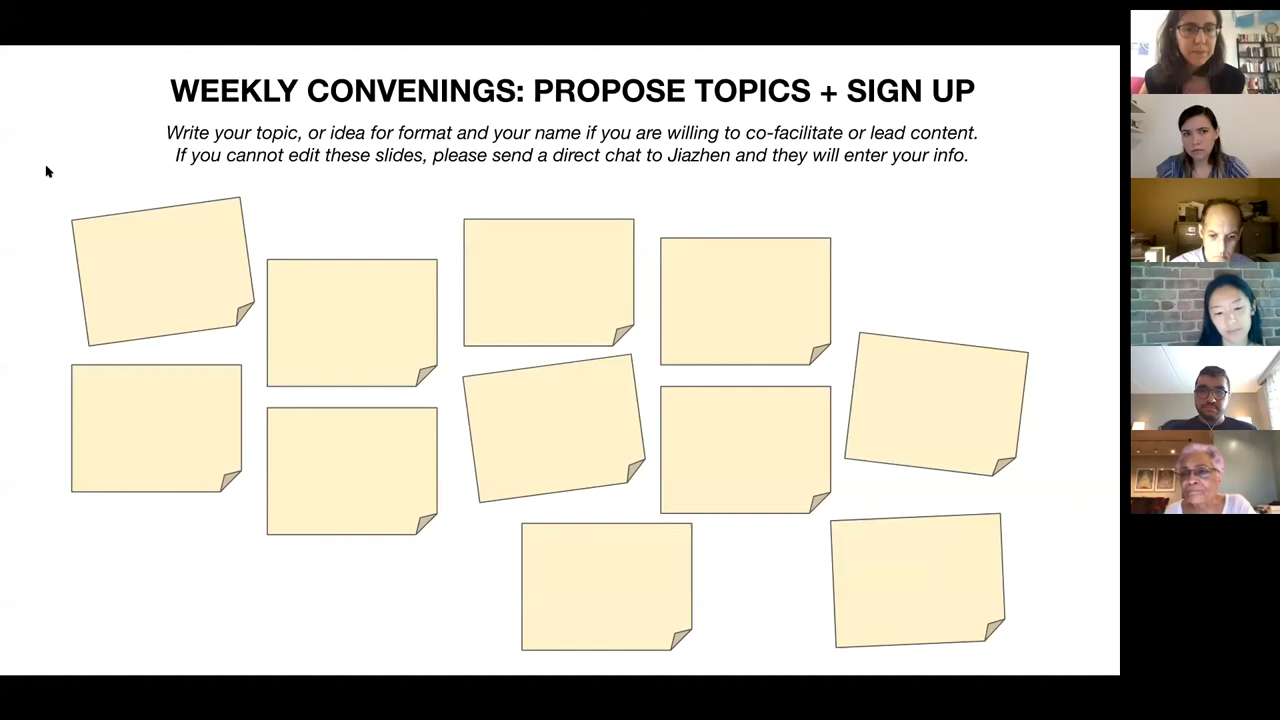 WEEKLY CONVENINGS: PROPOSE TOPICS + SIGN UP
Write your topic, or idea for format and your name if you are willing to co-facilitate or lead content.
If you cannot edit these slides, please send a direct chat to Jiazhen and they will enter your info.